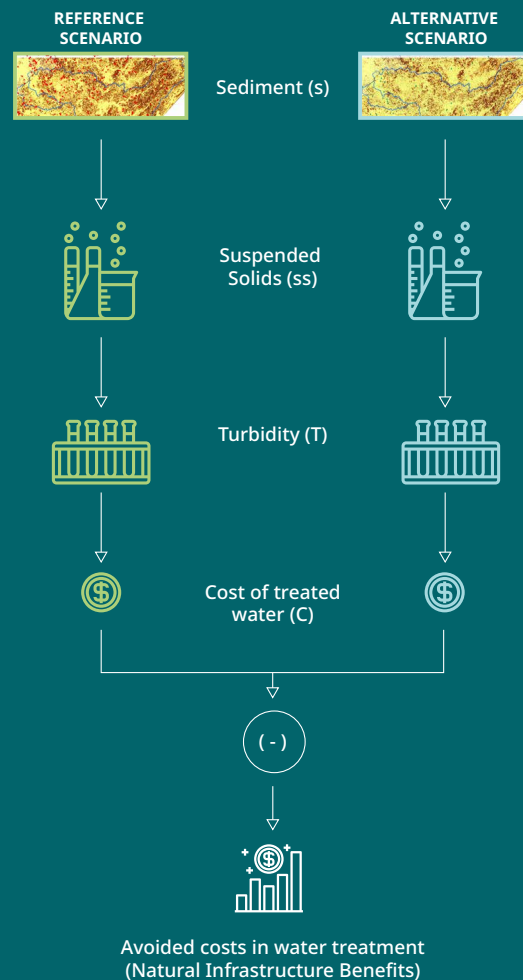 REFERENCE
SCENARIO
ALTERNATIVE
SCENARIO
Sediment (s)
Suspended
Solids (ss)
Turbidity (T)
$
$
Cost of treated
water (C)
( - )
$
Avoided costs in water treatment
(Natural Infrastructure Benefits)